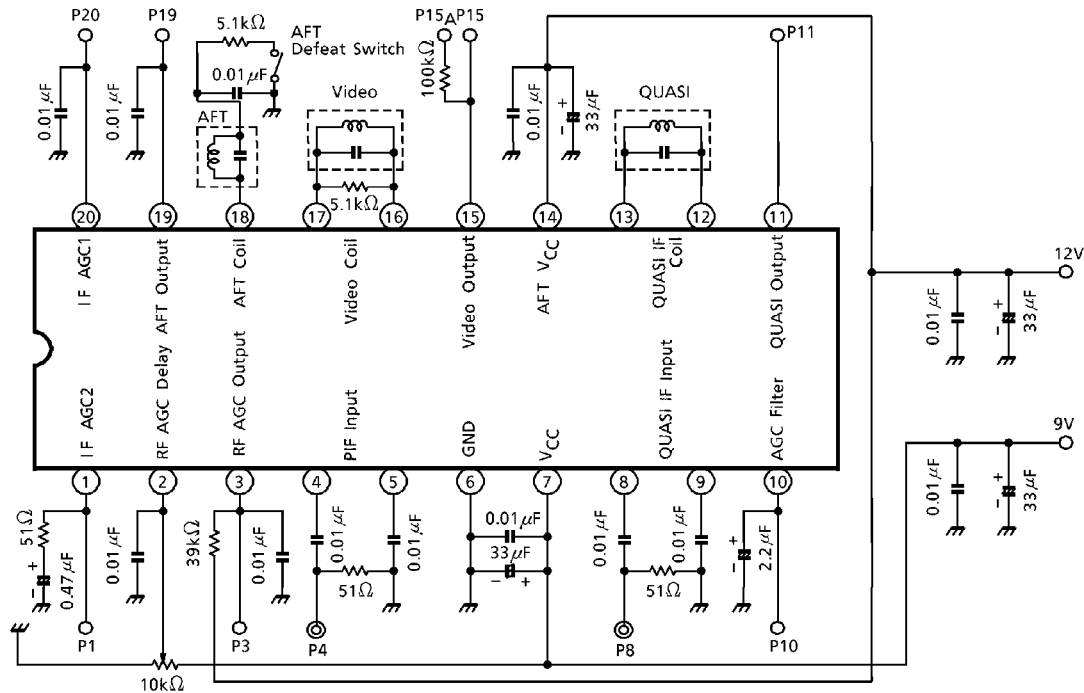 P20 P19 5.1kΩ AFT Defeat Switch P15A P15 P11
0.01μF 0.01μF 0.01μF 100kΩ 0.01μF 33μF + -
AFT Video QUASI
5.1kΩ
20 19 18 17 16 15 14 13 12 11
IF AGC1
AFT Output
AFT Coil
Video Coil
Video Output
AFT VCC
QUASI IF Coil
QUASI Output
12V
0.01μF + - 33μF
IF AGC2
RF AGC Delay
RF AGC Output
PIF Input
GND
VCC
QUASI IF Input
AGC Filter
9V
0.01μF + - 33μF
1 2 3 4 5 6 7 8 9 10
51Ω + - 0.47μF
0.01μF
39kΩ 0.01μF
0.01μF 51Ω 0.01μF
0.01μF 33μF - +
0.01μF 51Ω 0.01μF
+ - 2.2μF
P1 P3 P4 P8 P10
10kΩ